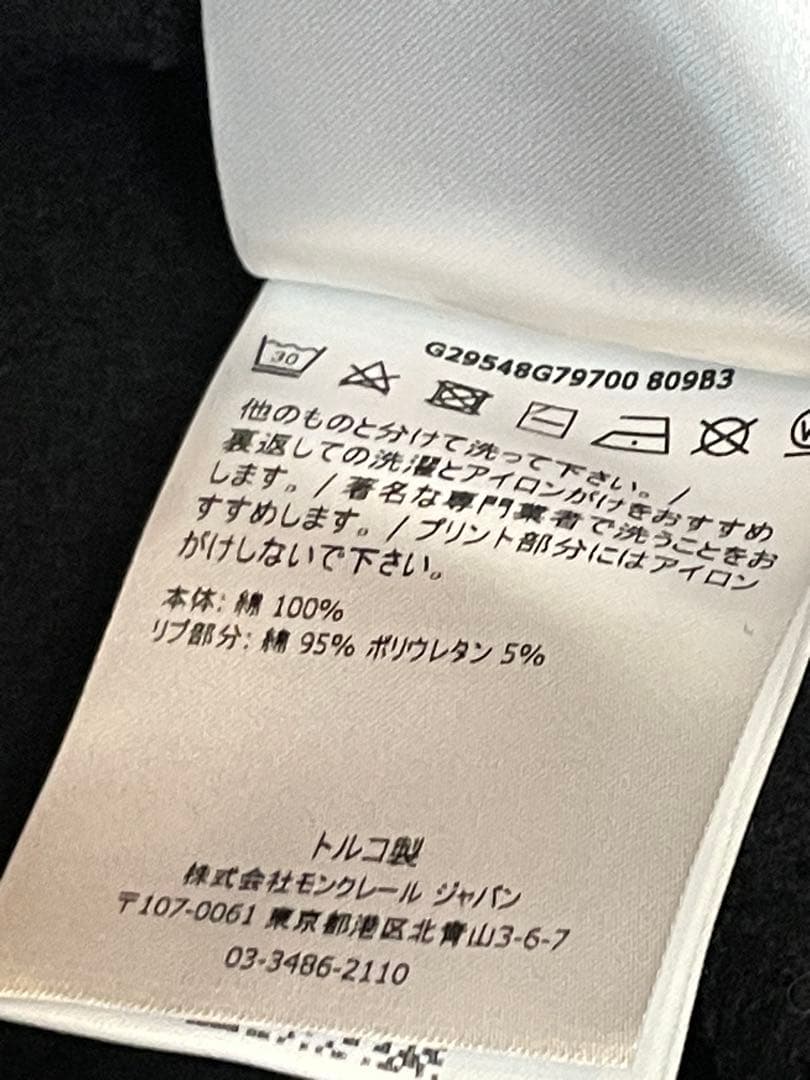 G29548G79700 809B3
30
W
他のものと分けて洗って下さい。/
裏返しての洗濯とアイロンがけをおすすめ
します。/著名な専門業者で洗うことをお
すすめします。/プリント部分にはアイロン
がけしないで下さい。
本体: 綿 100%
リブ部分: 綿 95% ポリウレタン 5%
トルコ製
株式会社モンクレール ジャパン
〒107-0061 東京都港区北青山3-6-7
03-3486-2110